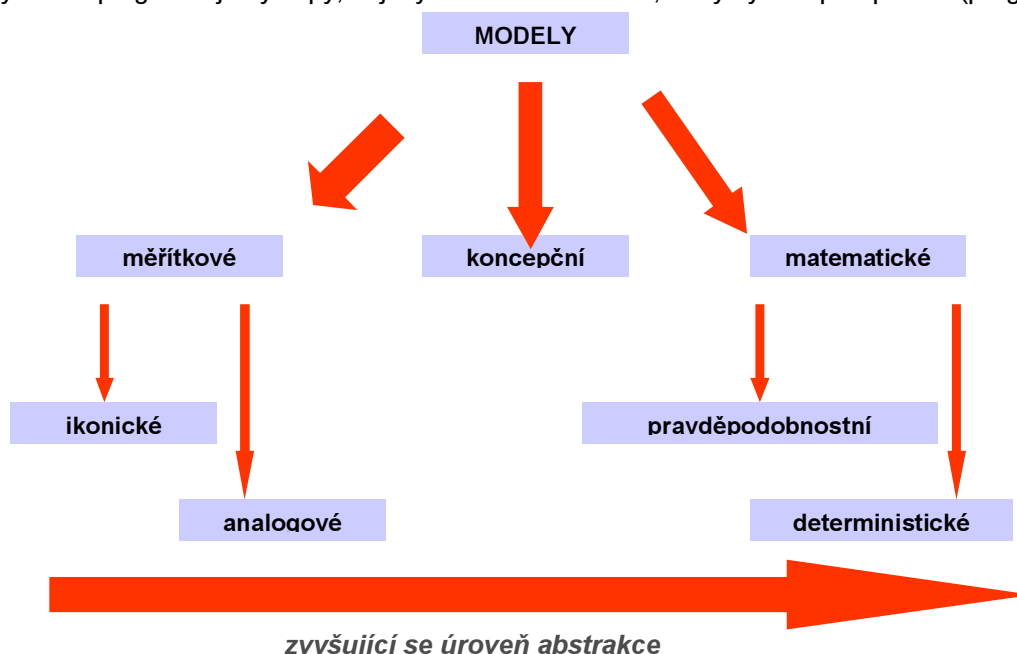 MODELY
měřítkové
koncepční
matematické
ikonické
pravděpodobnostní
analogové
deterministické
zvyšující se úroveň abstrakce